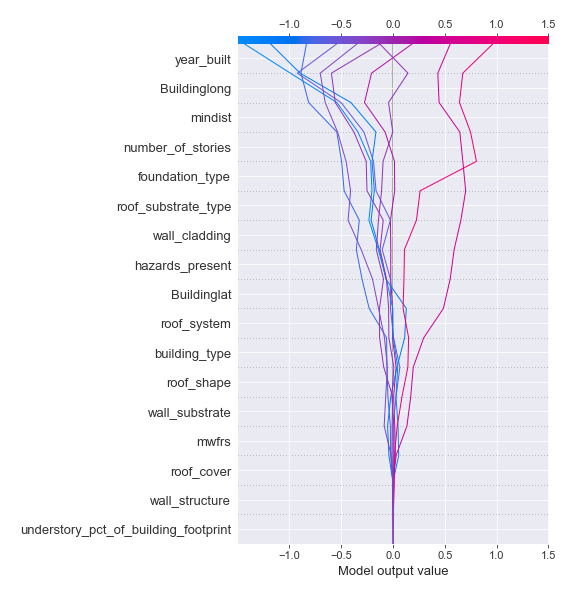 −1.0 −0.5 0.0 0.5 1.0 1.5
year_built
Buildinglong
mindist
number_of_stories
foundation_type
roof_substrate_type
wall_cladding
hazards_present
Buildinglat
roof_system
building_type
roof_shape
wall_substrate
mwfrs
roof_cover
wall_structure
understory_pct_of_building_footprint
−1.0 −0.5 0.0 0.5 1.0 1.5
Model output value